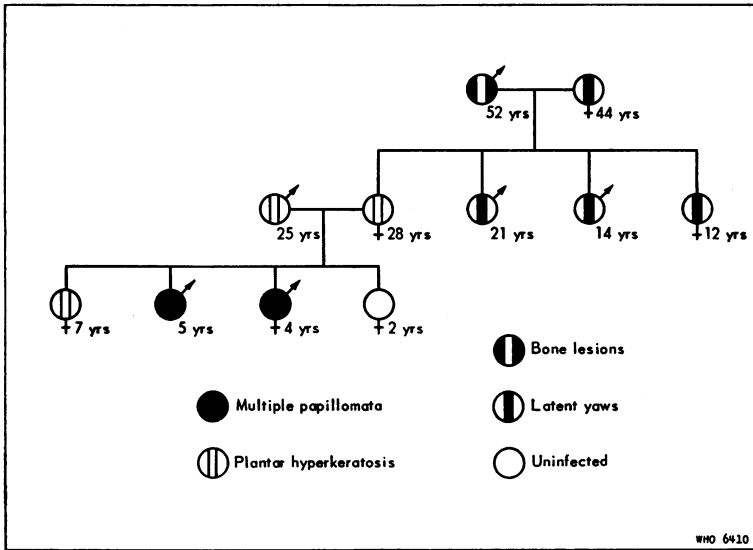 52 yrs 44 yrs
25 yrs 28 yrs 21 yrs 14 yrs 12 yrs
7 yrs 5 yrs 4 yrs 2 yrs
Bone lesions
Multiple papillomata Latent yaws
Plantar hyperkeratosis Uninfected
WHO 6410